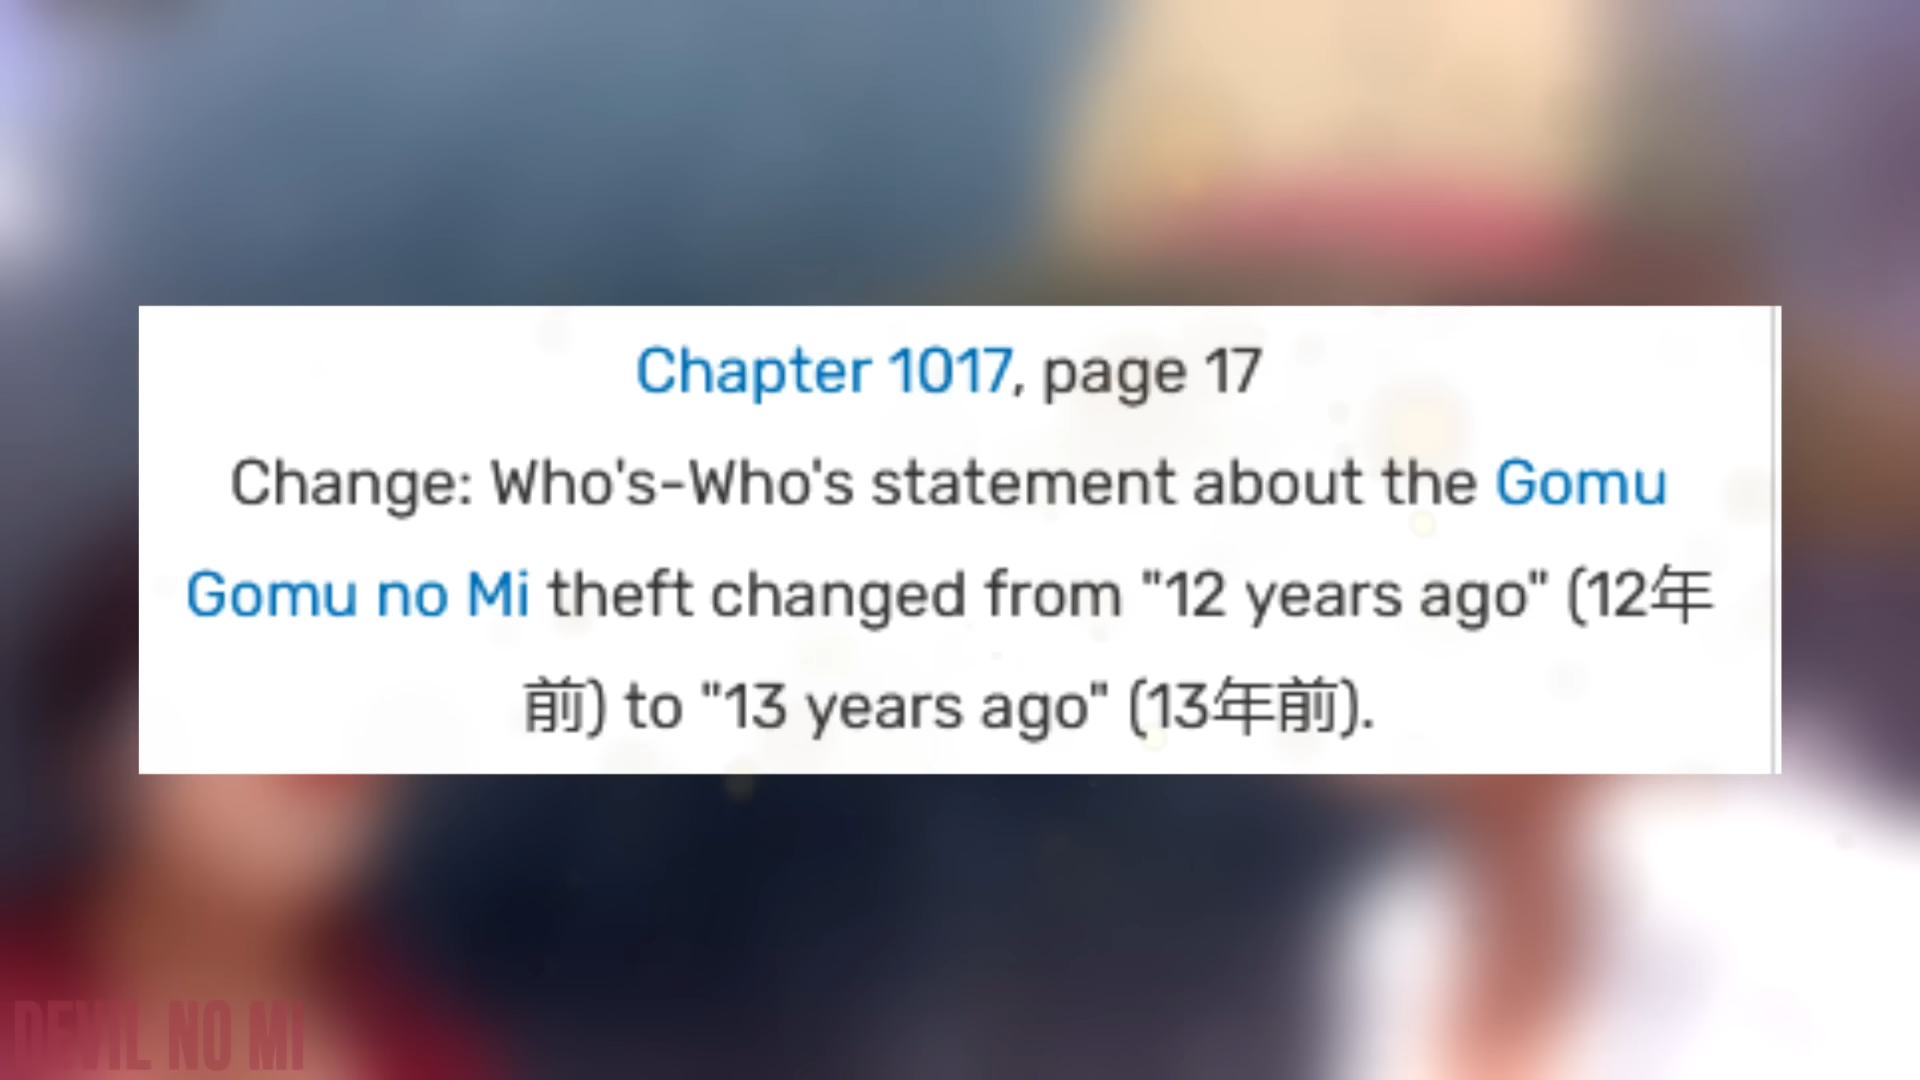 Chapter 1017, page 17
Change: Who's-Who's statement about the Gomu
Gomu no Mi theft changed from "12 years ago" (12年
前) to "13 years ago" (13年前).
DEVIL NO MI